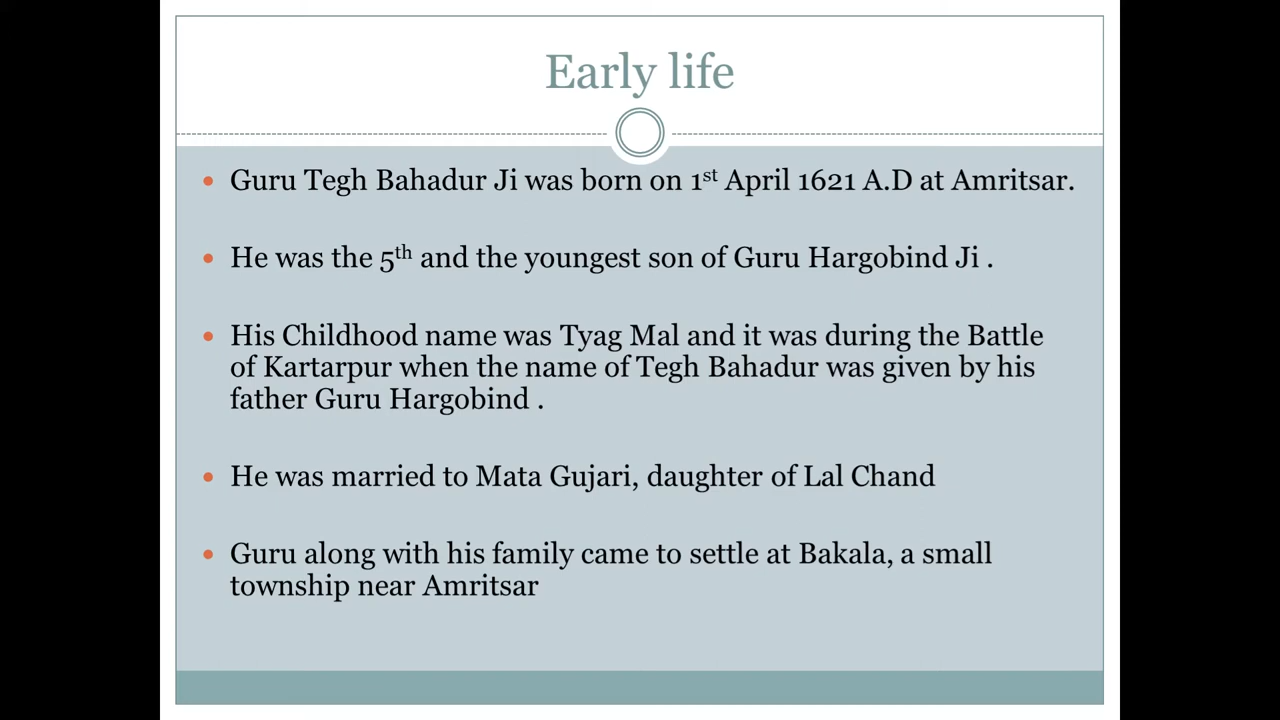 Early life
Guru Tegh Bahadur Ji was born on 1st April 1621 A.D at Amritsar.
He was the 5th and the youngest son of Guru Hargobind Ji .
His Childhood name was Tyag Mal and it was during the Battle
of Kartarpur when the name of Tegh Bahadur was given by his
father Guru Hargobind .
He was married to Mata Gujari, daughter of Lal Chand
Guru along with his family came to settle at Bakala, a small
township near Amritsar